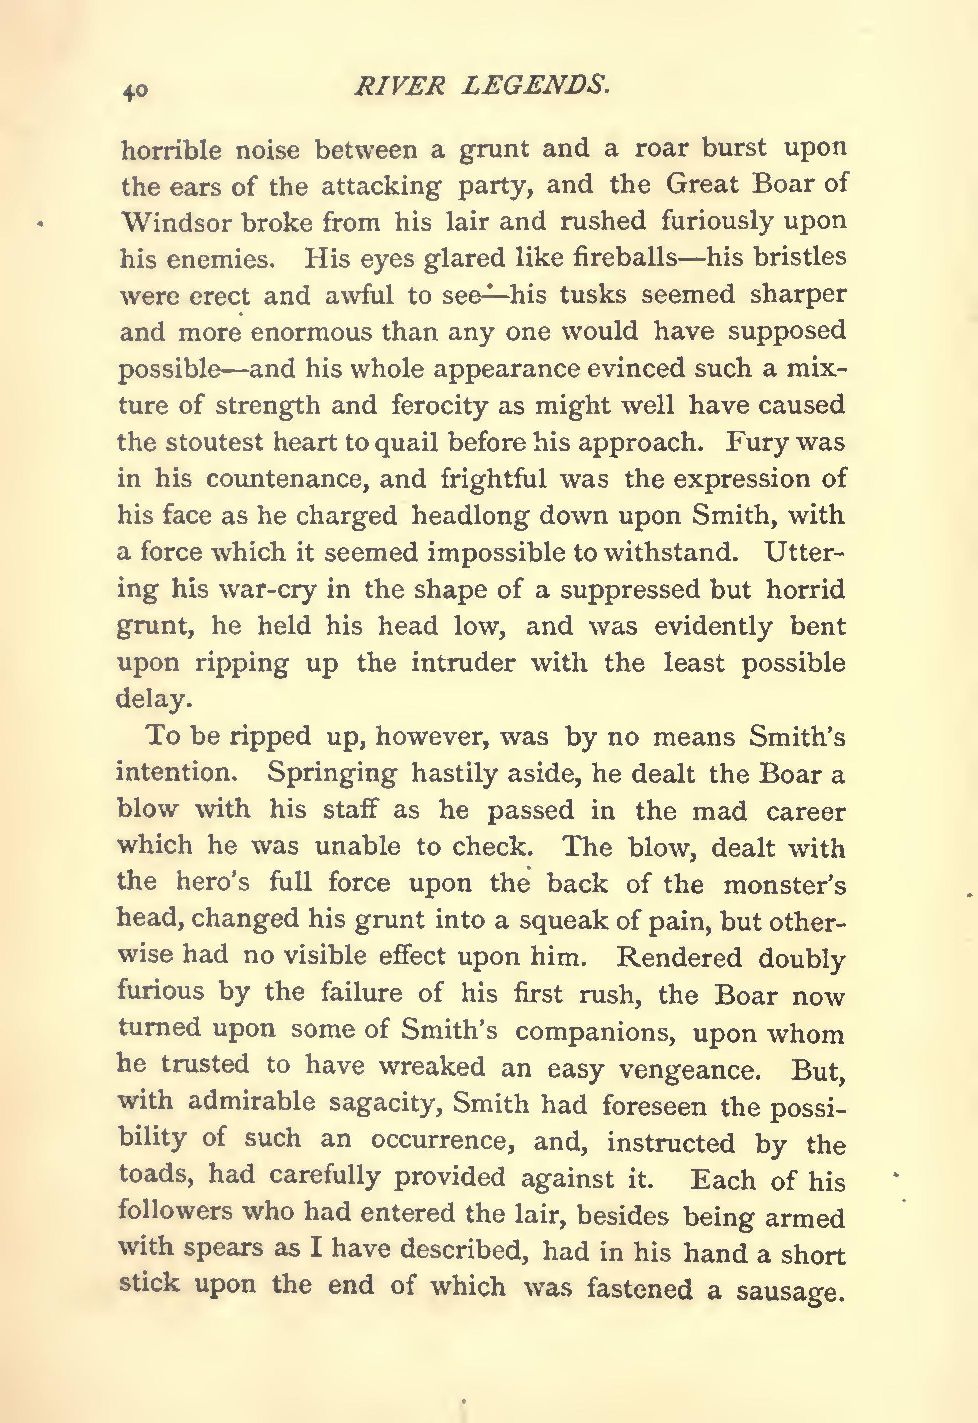 40 RIVER LEGENDS.
horrible noise between a grunt and a roar burst upon
the ears of the attacking party, and the Great Boar of
Windsor broke from his lair and rushed furiously upon
his enemies. His eyes glared like fireballs—his bristles
were erect and awful to see—his tusks seemed sharper
and more enormous than any one would have supposed
possible—and his whole appearance evinced such a mix-
ture of strength and ferocity as might well have caused
the stoutest heart to quail before his approach. Fury was
in his countenance, and frightful was the expression of
his face as he charged headlong down upon Smith, with
a force which it seemed impossible to withstand. Utter-
ing his war-cry in the shape of a suppressed but horrid
grunt, he held his head low, and was evidently bent
upon ripping up the intruder with the least possible
delay.
To be ripped up, however, was by no means Smith's
intention. Springing hastily aside, he dealt the Boar a
blow with his staff as he passed in the mad career
which he was unable to check. The blow, dealt with
the hero's full force upon the back of the monster's
head, changed his grunt into a squeak of pain, but other-
wise had no visible effect upon him. Rendered doubly
furious by the failure of his first rush, the Boar now
turned upon some of Smith's companions, upon whom
he trusted to have wreaked an easy vengeance. But,
with admirable sagacity, Smith had foreseen the possi-
bility of such an occurrence, and, instructed by the
toads, had carefully provided against it. Each of his
followers who had entered the lair, besides being armed
with spears as I have described, had in his hand a short
stick upon the end of which was fastened a sausage.